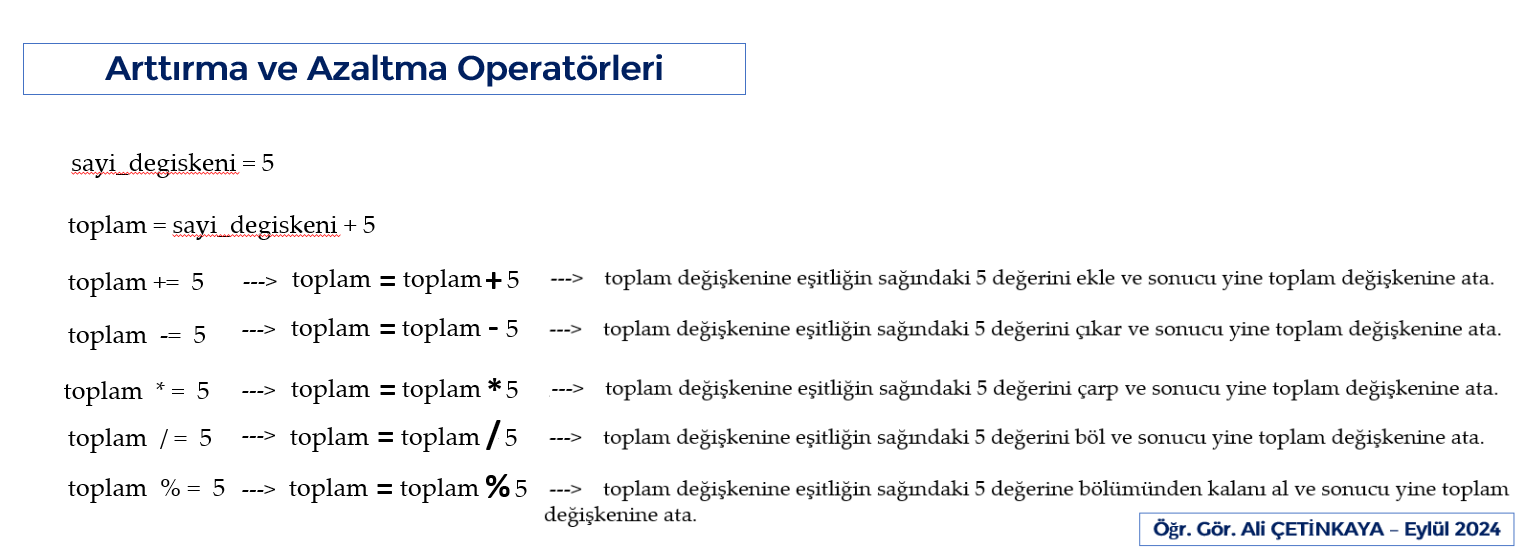 Arttırma ve Azaltma Operatörleri
sayi_degiskeni = 5
toplam = sayi_degiskeni + 5
toplam += 5 ---> toplam = toplam + 5 ---> toplam değişkenine eşitliğin sağındaki 5 değerini ekle ve sonucu yine toplam değişkenine ata.
toplam -= 5 ---> toplam = toplam - 5 ---> toplam değişkenine eşitliğin sağındaki 5 değerini çıkar ve sonucu yine toplam değişkenine ata.
toplam * = 5 ---> toplam = toplam * 5 ---> toplam değişkenine eşitliğin sağındaki 5 değerini çarp ve sonucu yine toplam değişkenine ata.
toplam / = 5 ---> toplam = toplam / 5 ---> toplam değişkenine eşitliğin sağındaki 5 değerini böl ve sonucu yine toplam değişkenine ata.
toplam % = 5 ---> toplam = toplam % 5 ---> toplam değişkenine eşitliğin sağındaki 5 değerine bölümünden kalanı al ve sonucu yine toplam
değişkenine ata.
Öğr. Gör. Ali ÇETİNKAYA – Eylül 2024